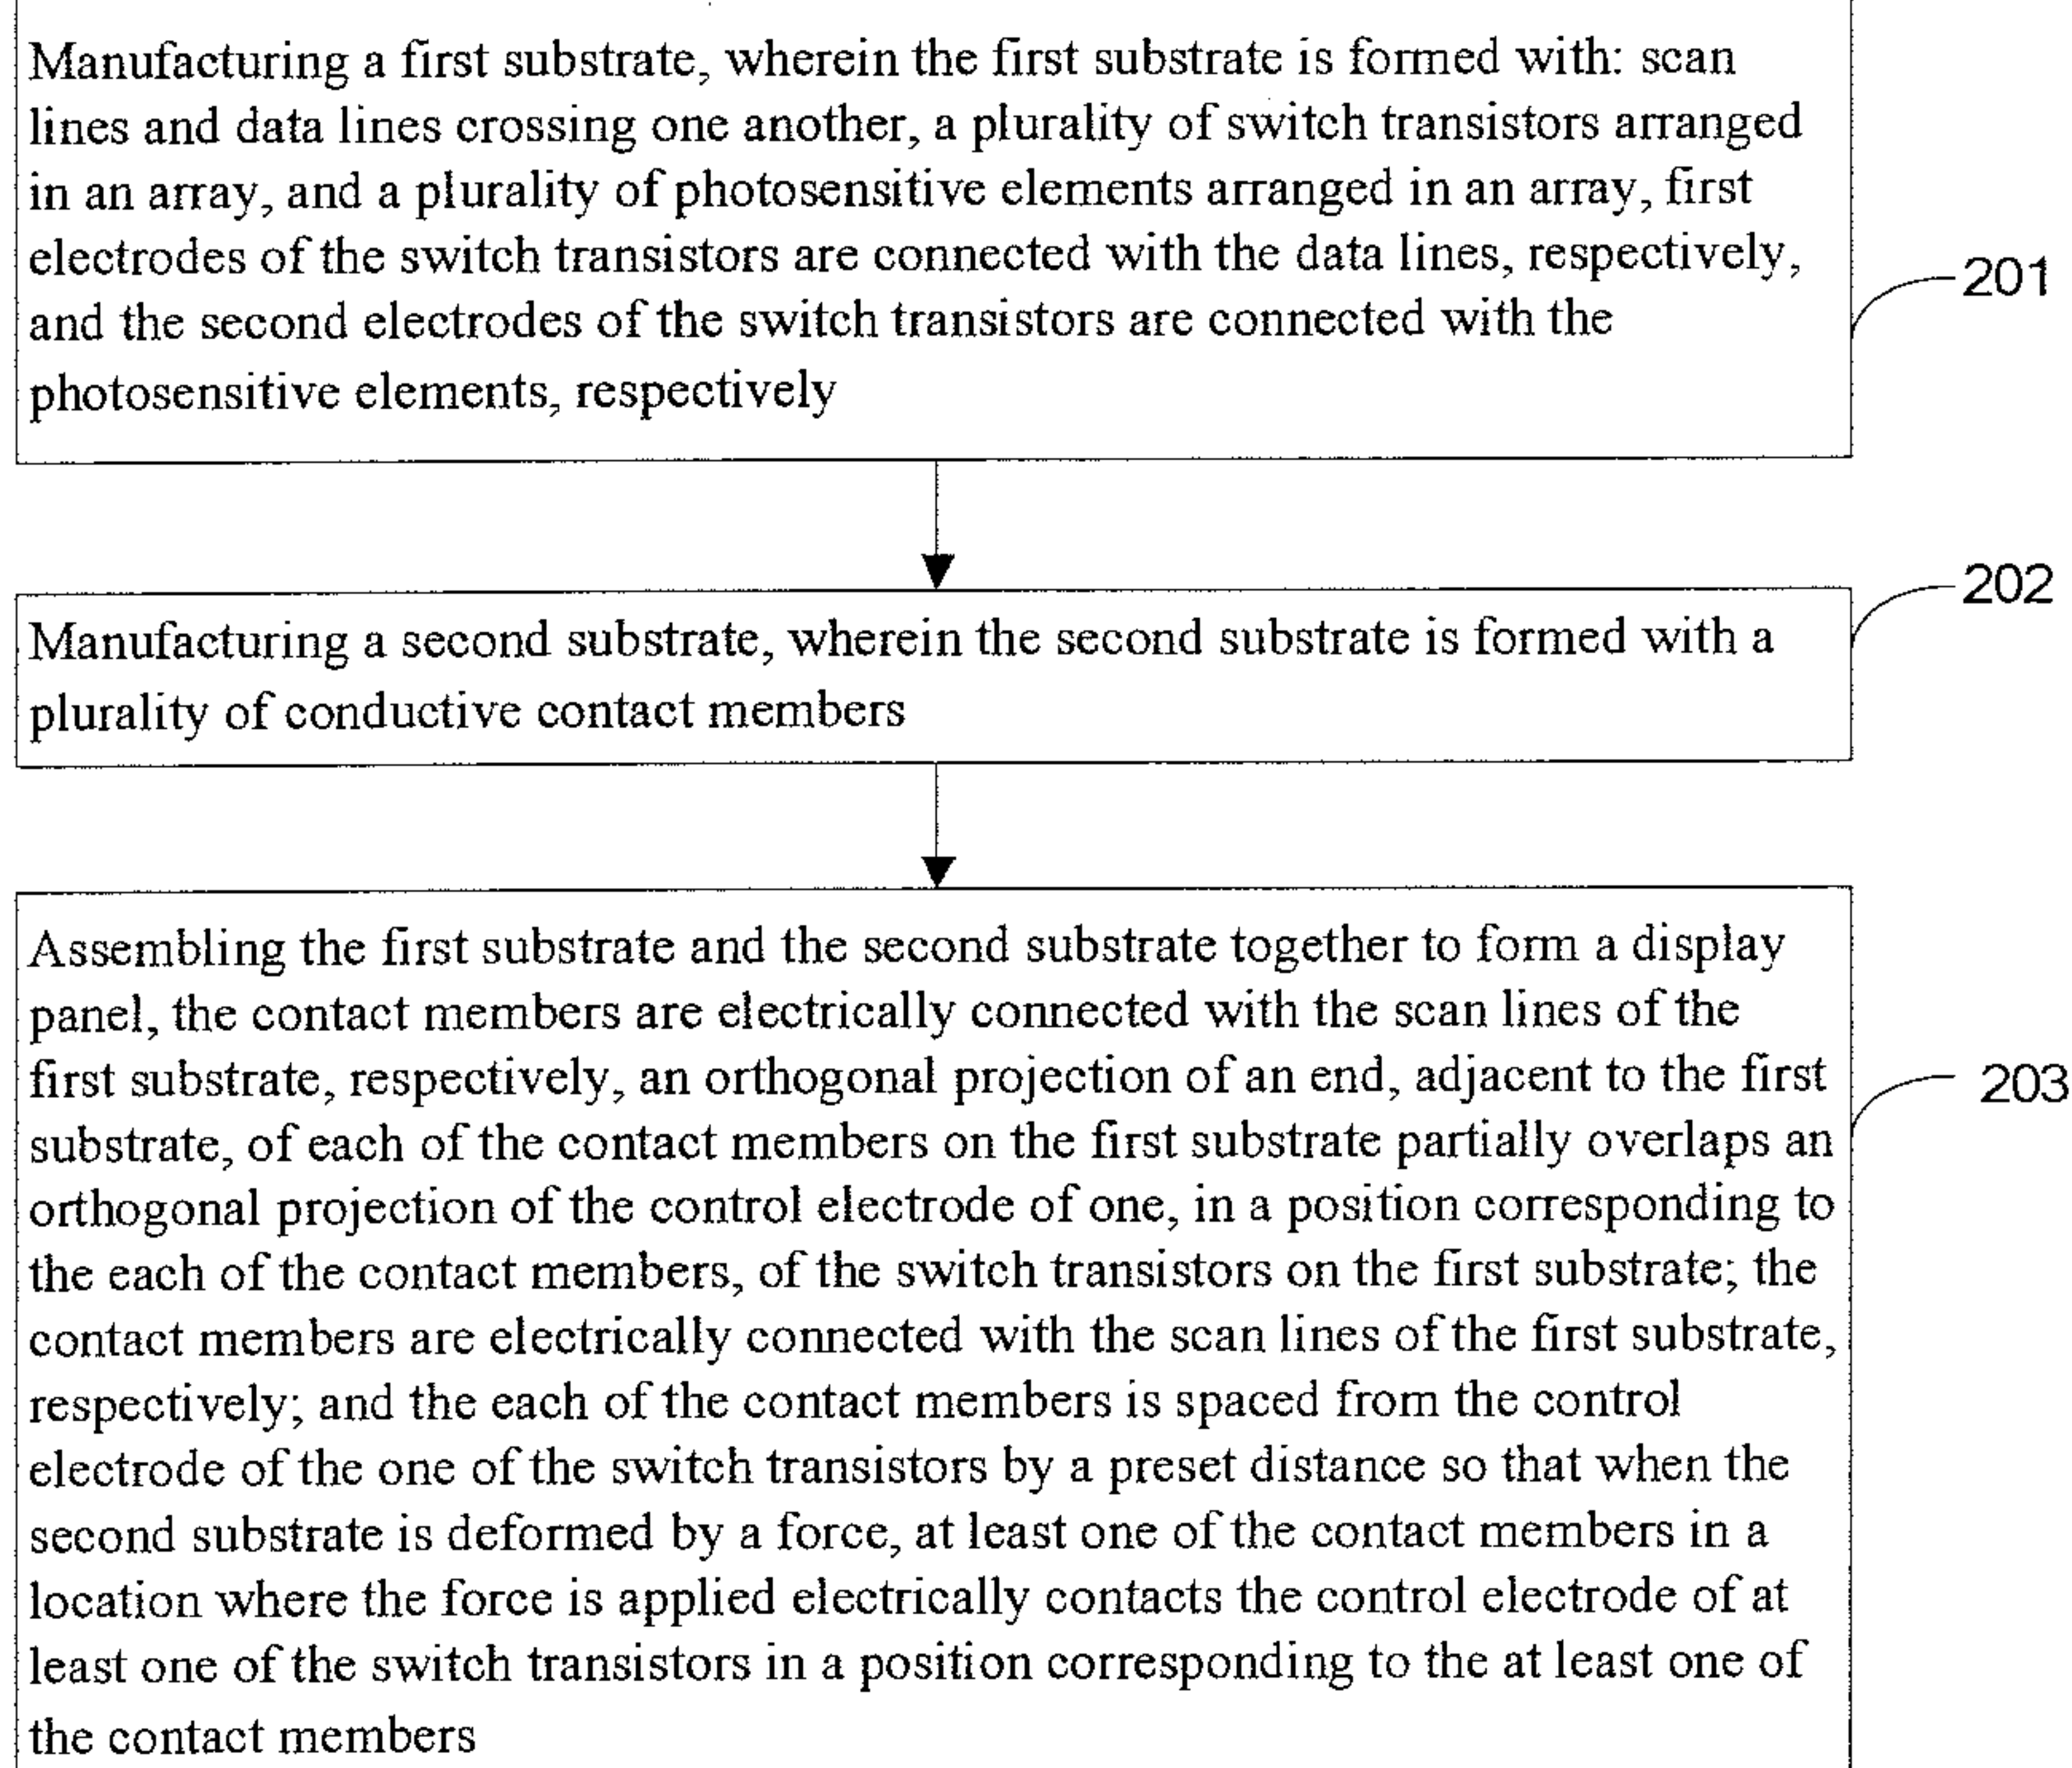 Manufacturing a first substrate, wherein the first substrate is formed with: scan
lines and data lines crossing one another, a plurality of switch transistors arranged
in an array, and a plurality of photosensitive elements arranged in an array, first
electrodes of the switch transistors are connected with the data lines, respectively,
and the second electrodes of the switch transistors are connected with the
photosensitive elements, respectively
201
202
Manufacturing a second substrate, wherein the second substrate is formed with a
plurality of conductive contact members
Assembling the first substrate and the second substrate together to form a display
panel, the contact members are electrically connected with the scan lines of the
first substrate, respectively, an orthogonal projection of an end, adjacent to the first
substrate, of each of the contact members on the first substrate partially overlaps an
orthogonal projection of the control electrode of one, in a position corresponding to
the each of the contact members, of the switch transistors on the first substrate; the
contact members are electrically connected with the scan lines of the first substrate,
respectively; and the each of the contact members is spaced from the control
electrode of the one of the switch transistors by a preset distance so that when the
second substrate is deformed by a force, at least one of the contact members in a
location where the force is applied electrically contacts the control electrode of at
least one of the switch transistors in a position corresponding to the at least one of
the contact members
203